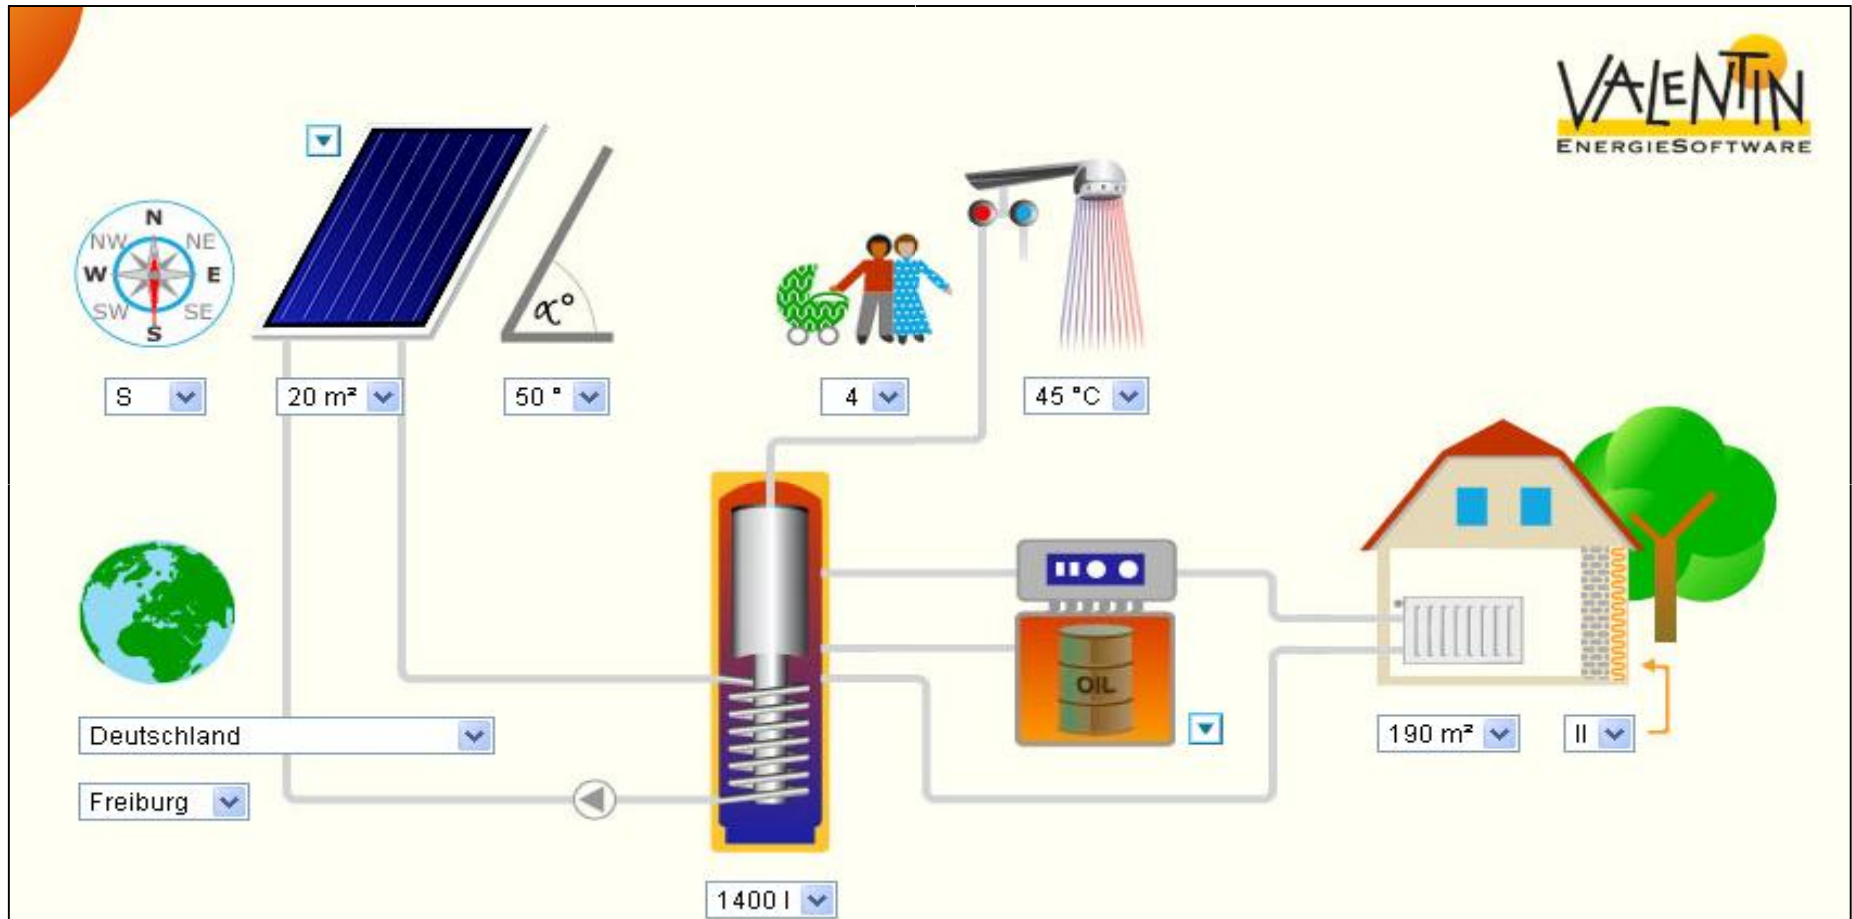 VALENTIN
ENERGIESOFTWARE
N
NW NE
W E
SW SE
S
α°
S
20 m²
50 °
4
45 °C
OIL
Deutschland
190 m²
II
Freiburg
1400 l